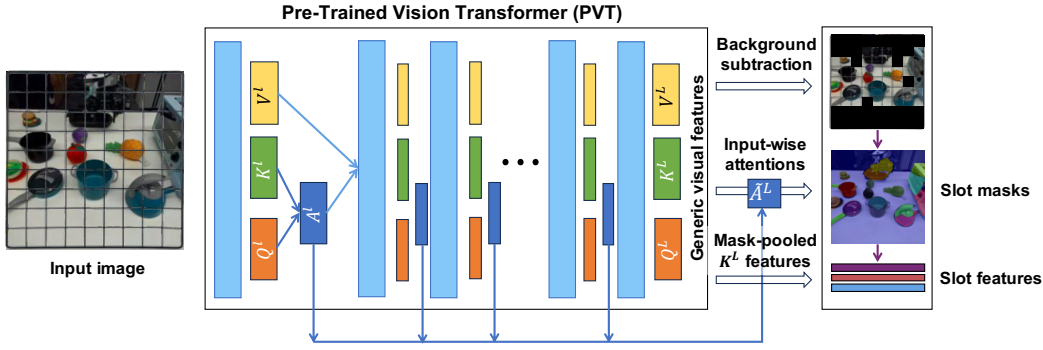 Pre-Trained Vision Transformer (PVT)
Input image
V^l
K^l
Q^l
A^l
...
V^L
K^L
Q^L
Generic visual features
Background
subtraction
Input-wise
attentions
Ā^L
Mask-pooled
K^L features
Slot masks
Slot features